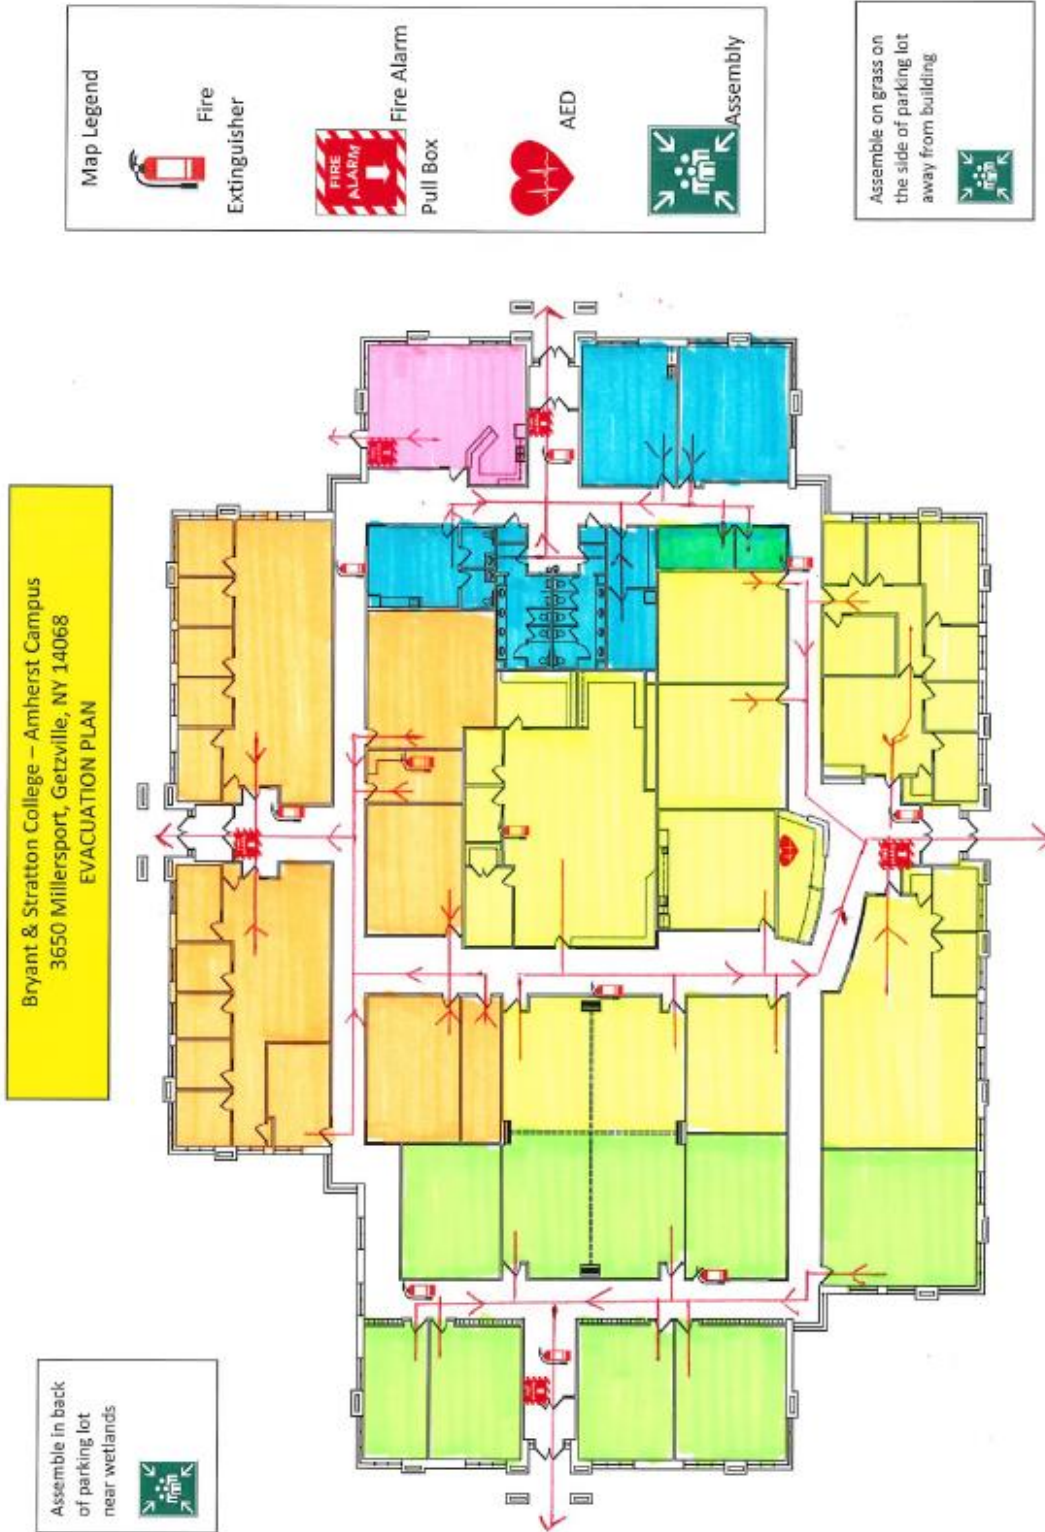 Bryant & Stratton College – Amherst Campus
3650 Millersport, Getzville, NY 14068
EVACUATION PLAN
Map Legend
Fire
Extinguisher
FIRE
ALARM
Fire Alarm
Pull Box
AED
Assembly
Assemble in back
of parking lot
near wetlands
Assemble on grass on
the side of parking lot
away from building